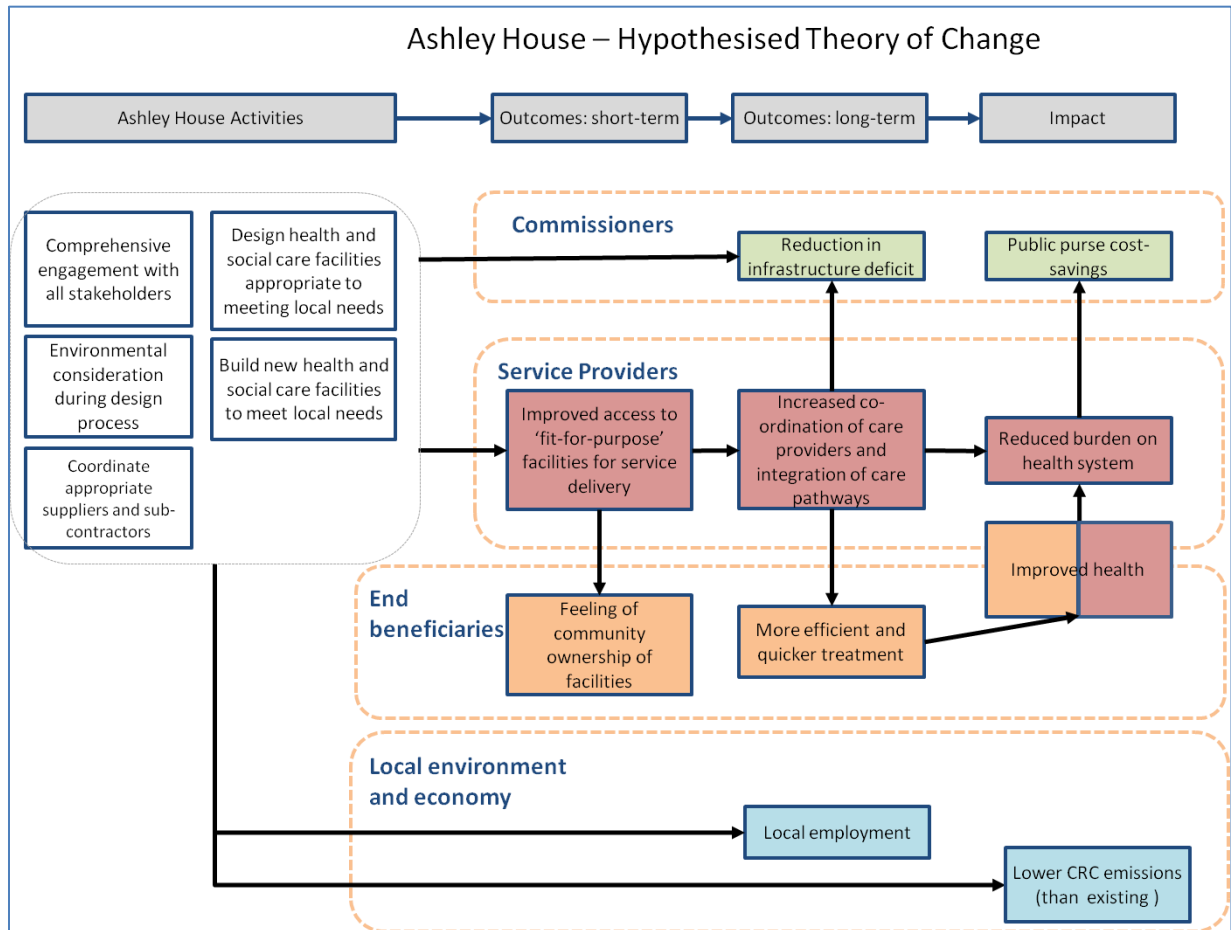 Ashley House – Hypothesised Theory of Change
Ashley House Activities
Outcomes: short-term
Outcomes: long-term
Impact
Comprehensive
engagement with
all stakeholders
Design health and
social care facilities
appropriate to
meeting local needs
Environmental
consideration during
design process
Build new health and
social care facilities
to meet local needs
Coordinate
appropriate
suppliers and sub-
contractors
Commissioners
Reduction in
infrastructure deficit
Public purse cost-
savings
Service Providers
Improved access to
‘fit-for-purpose’
facilities for service
delivery
Increased co-
ordination of care
providers and
integration of care
pathways
Reduced burden on
health system
Improved health
End
beneficiaries
Feeling of
community
ownership of
facilities
More efficient and
quicker treatment
Local environment
and economy
Local employment
Lower CRC emissions
(than existing )